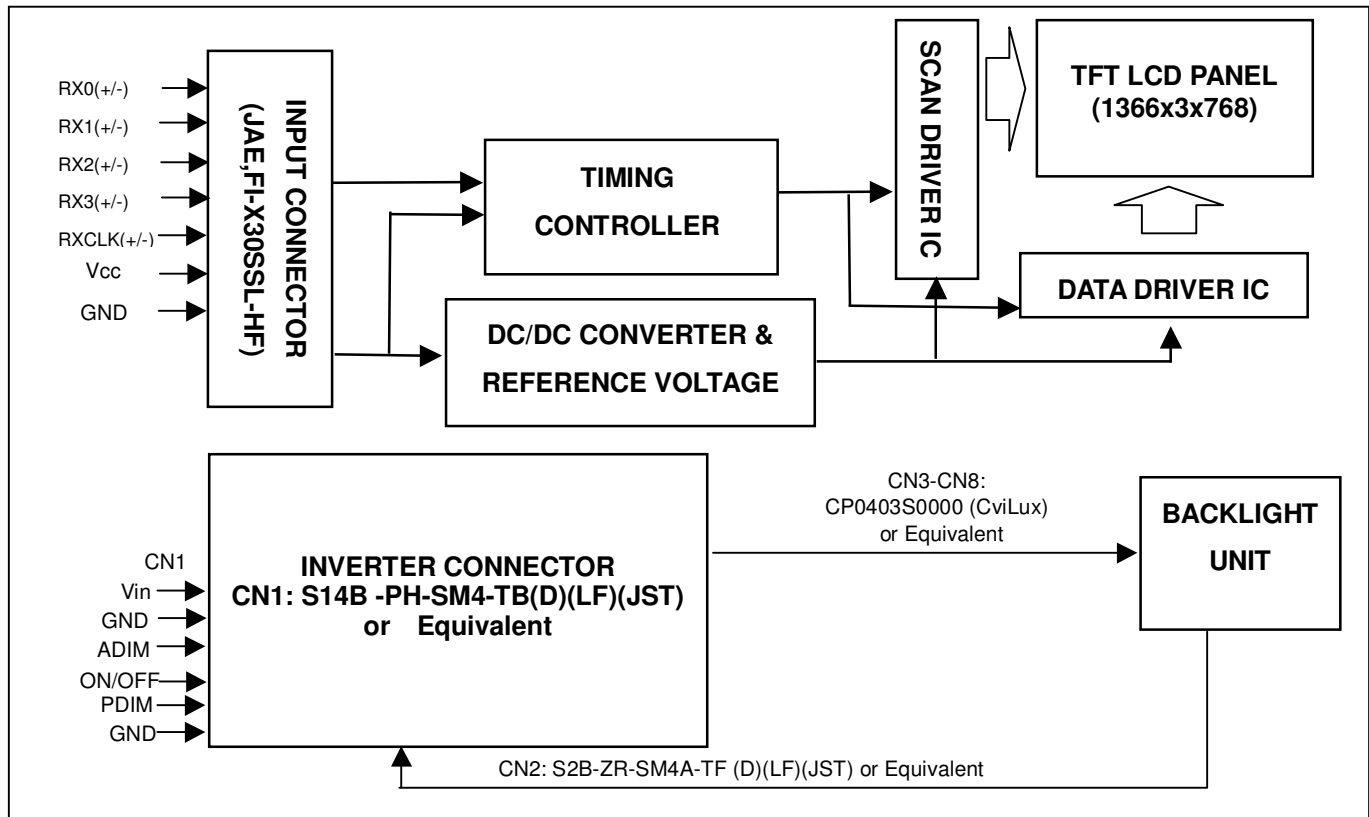 RX0(+/-)
RX1(+/-)
RX2(+/-)
RX3(+/-)
RXCLK(+/-)
Vcc
GND
INPUT CONNECTOR
(JAE,FI-X30SSL-HF)
TIMING
CONTROLLER
DC/DC CONVERTER &
REFERENCE VOLTAGE
SCAN DRIVER IC
TFT LCD PANEL
(1366x3x768)
DATA DRIVER IC
CN1
Vin
GND
ADIM
ON/OFF
PDIM
GND
INVERTER CONNECTOR
CN1: S14B -PH-SM4-TB(D)(LF)(JST)
or Equivalent
CN3-CN8:
CP0403S0000 (CviLux)
or Equivalent
BACKLIGHT
UNIT
CN2: S2B-ZR-SM4A-TF (D)(LF)(JST) or Equivalent